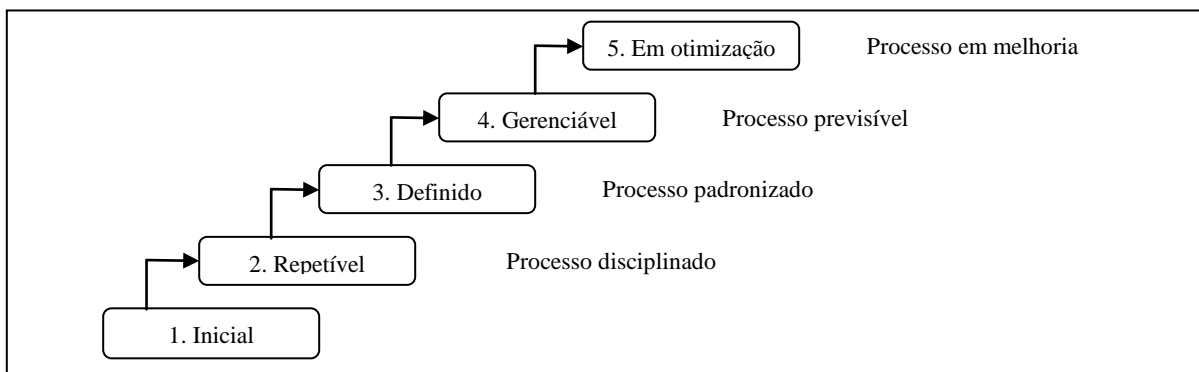 5. Em otimização Processo em melhoria
4. Gerenciável Processo previsível
3. Definido Processo padronizado
2. Repetível Processo disciplinado
1. Inicial